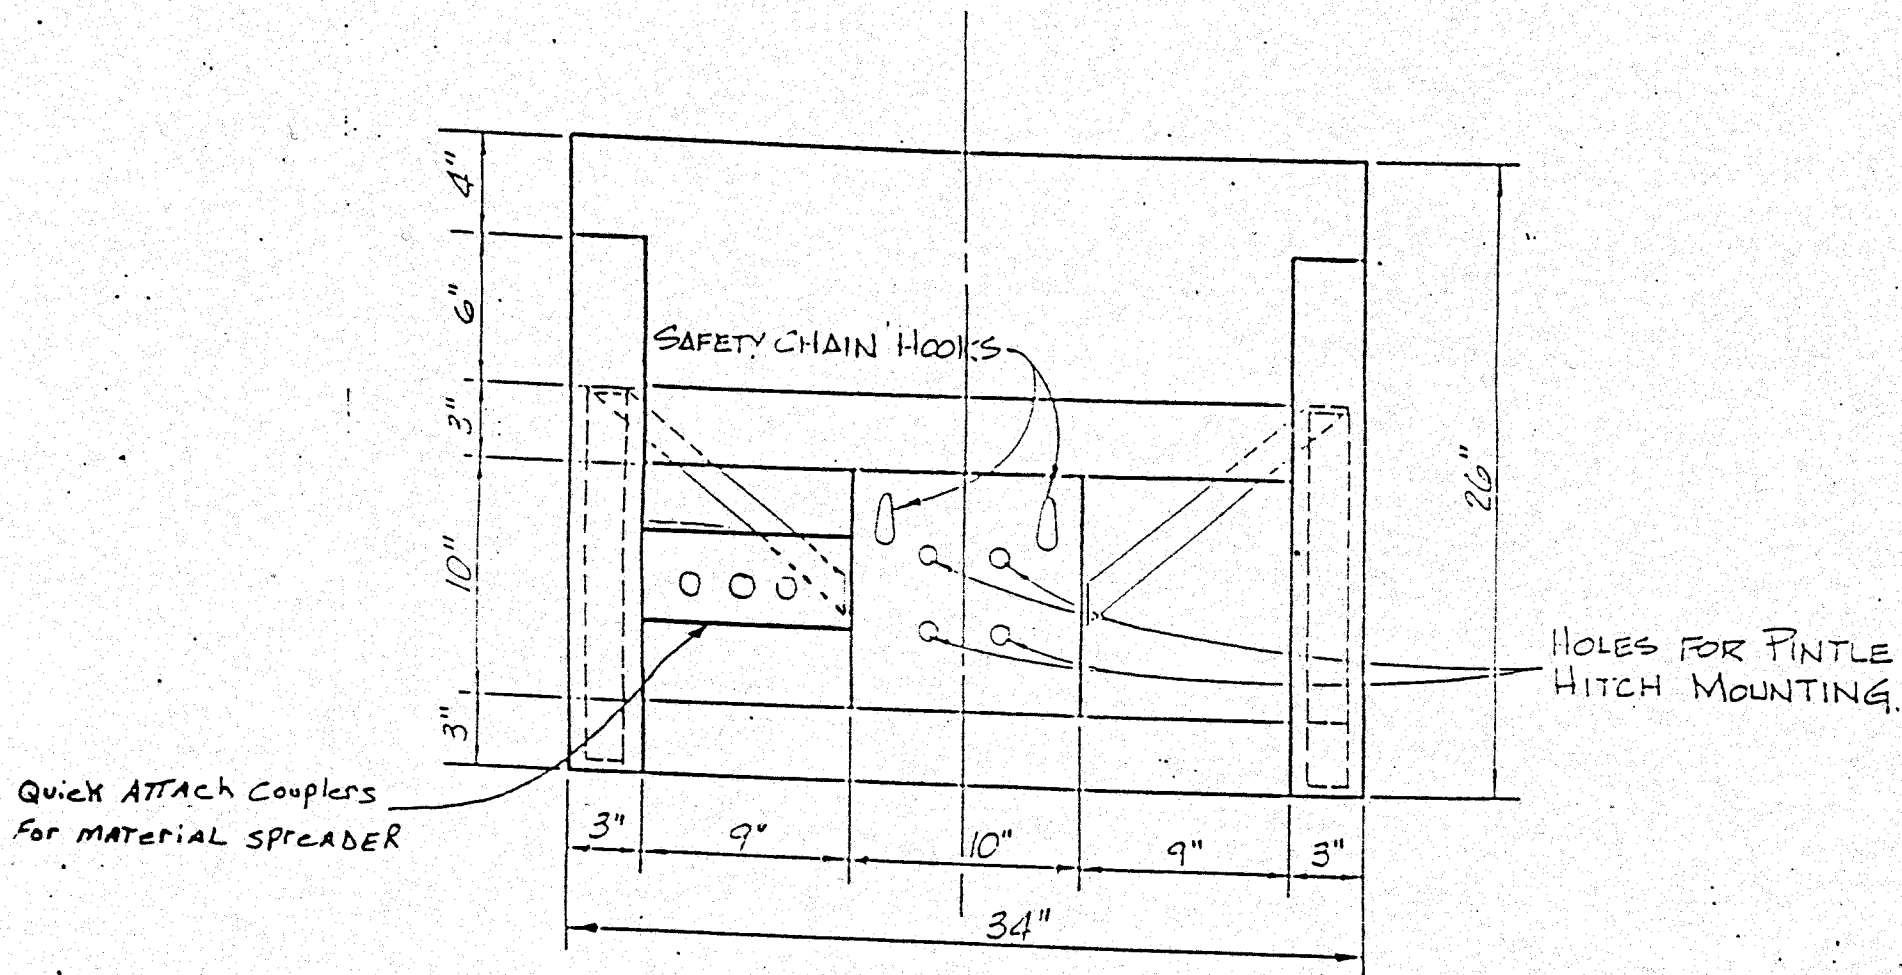 4"
6"
SAFETY CHAIN HOOKS
3"
26"
10"
HOLES FOR PINTLE
HITCH MOUNTING.
3"
Quick ATTAch Couplers
For MATeriAL SPreADER
3"
9"
10"
9"
3"
34"